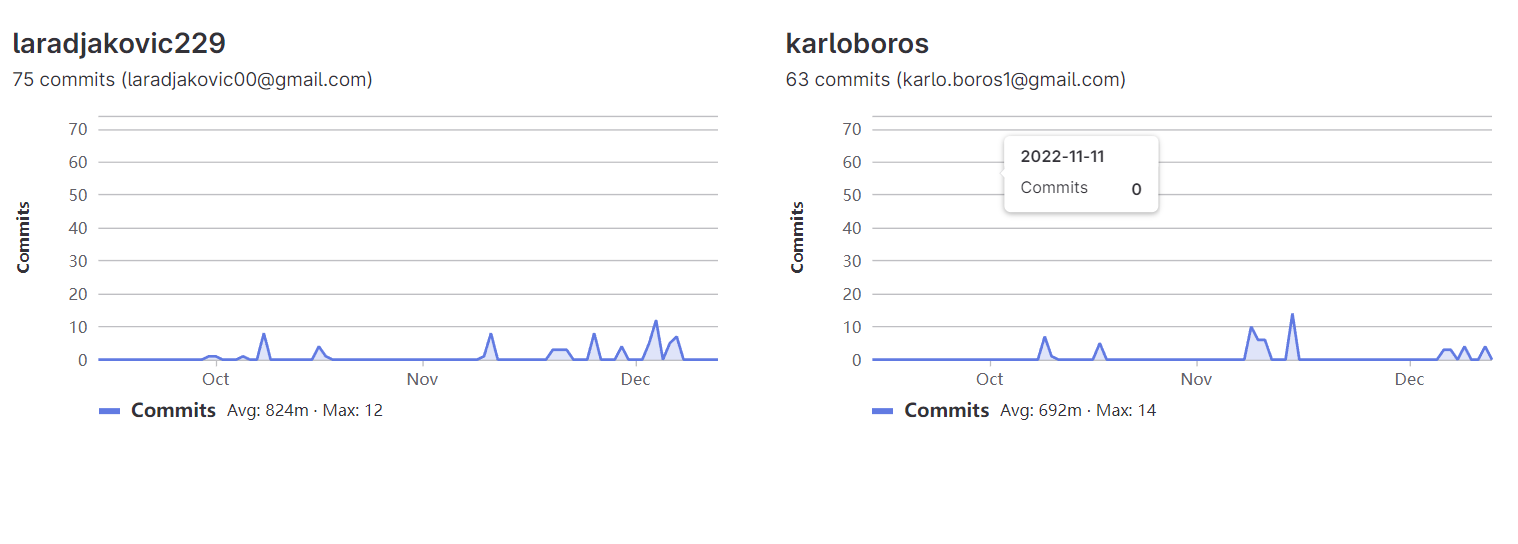 laradjakovic229
75 commits (laradjakovic00@gmail.com)
Commits
70
60
50
40
30
20
10
0
Oct Nov Dec
Commits Avg: 824m · Max: 12
karloboros
63 commits (karlo.boros1@gmail.com)
Commits
70
60
50
40
30
20
10
0
2022-11-11
Commits 0
Oct Nov Dec
Commits Avg: 692m · Max: 14